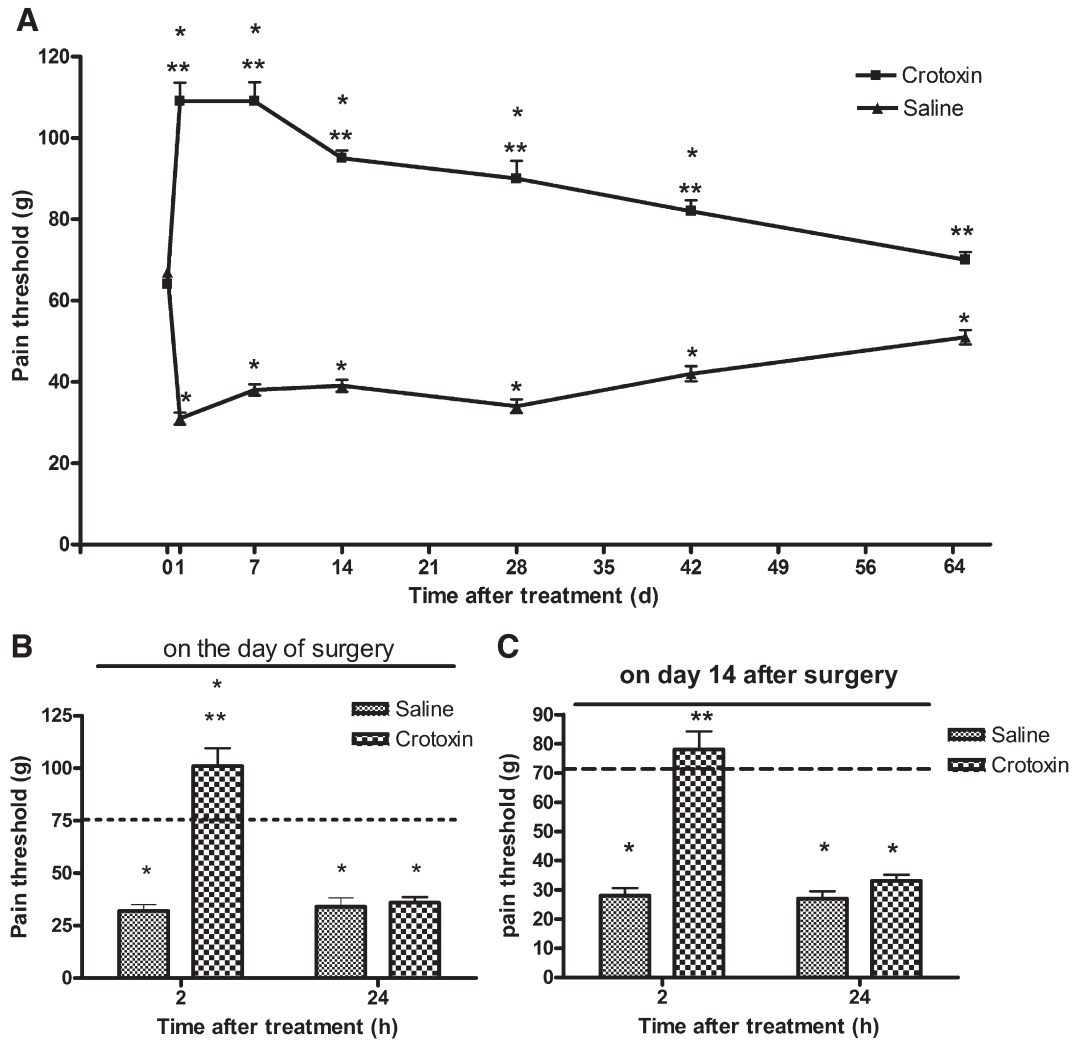 A
Crotoxin
Saline
Pain threshold (g)
120
100
80
60
40
20
0
*
**
*
**
*
**
*
**
*
**
**
*
*
*
*
*
*
0 1 7 14 21 28 35 42 49 56 64
Time after treatment (d)
B
on the day of surgery
Saline
Crotoxin
Pain threshold (g)
125
100
75
50
25
0
*
**
*
*
*
2 24
Time after treatment (h)
C
on day 14 after surgery
Saline
Crotoxin
pain threshold (g)
90
80
70
60
50
40
30
20
10
0
**
*
*
*
2 24
Time after treatment (h)